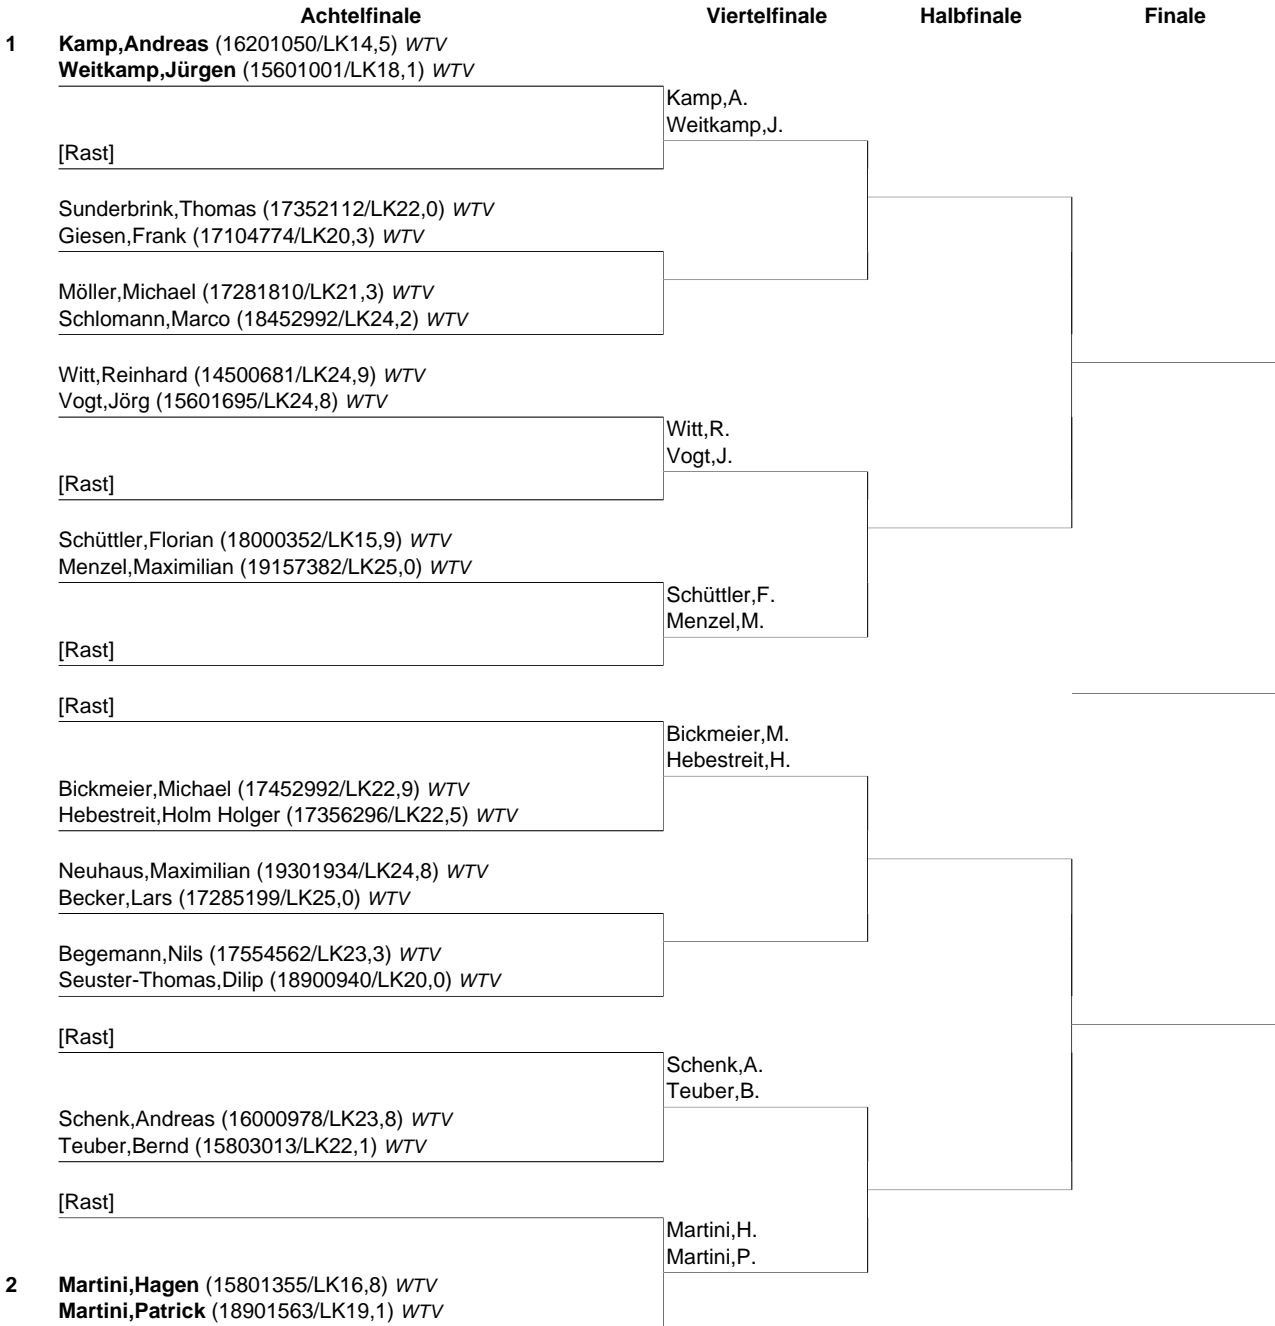 Achtelfinale Viertelfinale Halbfinale Finale
1 Kamp,Andreas (16201050/LK14,5) WTV
Weitkamp,Jürgen (15601001/LK18,1) WTV
Kamp,A.
Weitkamp,J.
[Rast]
Sunderbrink,Thomas (17352112/LK22,0) WTV
Giesen,Frank (17104774/LK20,3) WTV
Möller,Michael (17281810/LK21,3) WTV
Schlomann,Marco (18452992/LK24,2) WTV
Witt,Reinhard (14500681/LK24,9) WTV
Vogt,Jörg (15601695/LK24,8) WTV
Witt,R.
Vogt,J.
[Rast]
Schüttler,Florian (18000352/LK15,9) WTV
Menzel,Maximilian (19157382/LK25,0) WTV
Schüttler,F.
Menzel,M.
[Rast]
[Rast]
Bickmeier,M.
Hebestreit,H.
Bickmeier,Michael (17452992/LK22,9) WTV
Hebestreit,Holm Holger (17356296/LK22,5) WTV
Neuhaus,Maximilian (19301934/LK24,8) WTV
Becker,Lars (17285199/LK25,0) WTV
Begemann,Nils (17554562/LK23,3) WTV
Seuster-Thomas,Dilip (18900940/LK20,0) WTV
[Rast]
Schenk,A.
Teuber,B.
Schenk,Andreas (16000978/LK23,8) WTV
Teuber,Bernd (15803013/LK22,1) WTV
[Rast]
Martini,H.
Martini,P.
2 Martini,Hagen (15801355/LK16,8) WTV
Martini,Patrick (18901563/LK19,1) WTV